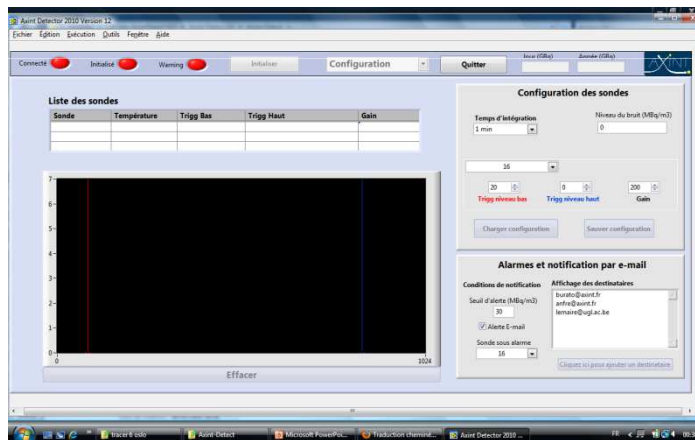 Axint Detector 2010 Version 12
Fichier Édition Exécution Outils Fenêtre Aide
Connecté Initialisé Warning Initialiser Configuration Quitter Jour (GBq) Année (GBq) AXINT
Liste des sondes
Sonde Température Trigg Bas Trigg Haut Gain
7
6
5
4
3
2
1
0
0 1024
Effacer
Configuration des sondes
Temps d'intégration Niveau du bruit (MBq/m3)
1 min 0
16
20 0 200
Trigg niveau bas Trigg niveau haut Gain
Charger configuration Sauver configuration
Alarmes et notification par e-mail
Conditions de notification Affichage des destinataires
Seuil d'alerte (MBq/m3)
30
Alerte E-mail
Sonde sous alarme
16
burato@axint.fr
anfre@axint.fr
lemaire@ugl.ac.be
Cliquez ici pour ajouter un destinataire
tracer 6 oslo Axint-Detect Microsoft PowerPoi... Traduction cheminé... Axint Detector 2010 ... FR